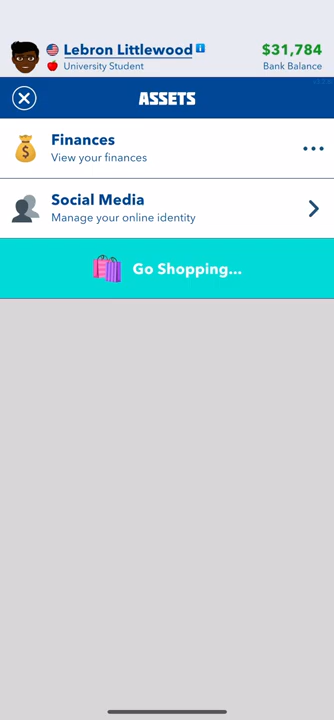 Lebron Littlewood
$31,784
University Student
Bank Balance
ASSETS
Finances
View your finances
Social Media
Manage your online identity
Go Shopping...